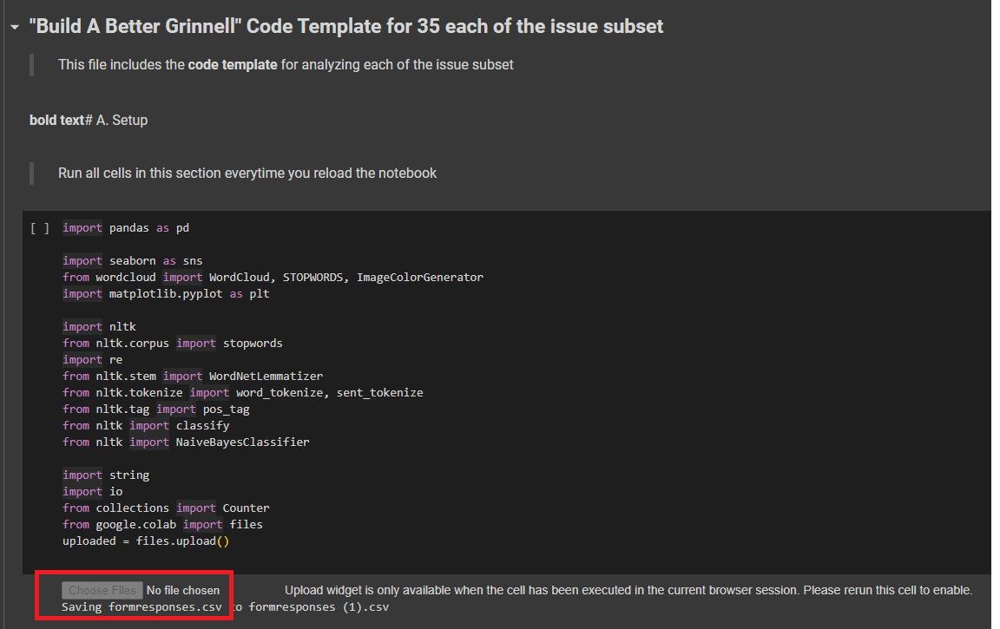 "Build A Better Grinnell" Code Template for 35 each of the issue subset
This file includes the code template for analyzing each of the issue subset
bold text# A. Setup
Run all cells in this section everytime you reload the notebook
[ ] import pandas as pd
import seaborn as sns
from wordcloud import WordCloud, STOPWORDS, ImageColorGenerator
import matplotlib.pyplot as plt
import nltk
from nltk.corpus import stopwords
import re
from nltk.stem import WordNetLemmatizer
from nltk.tokenize import word_tokenize, sent_tokenize
from nltk.tag import pos_tag
from nltk import classify
from nltk import NaiveBayesClassifier
import string
import io
from collections import Counter
from google.colab import files
uploaded = files.upload()
Choose Files No file chosen Upload widget is only available when the cell has been executed in the current browser session. Please rerun this cell to enable.
Saving formresponses.csv to formresponses (1).csv